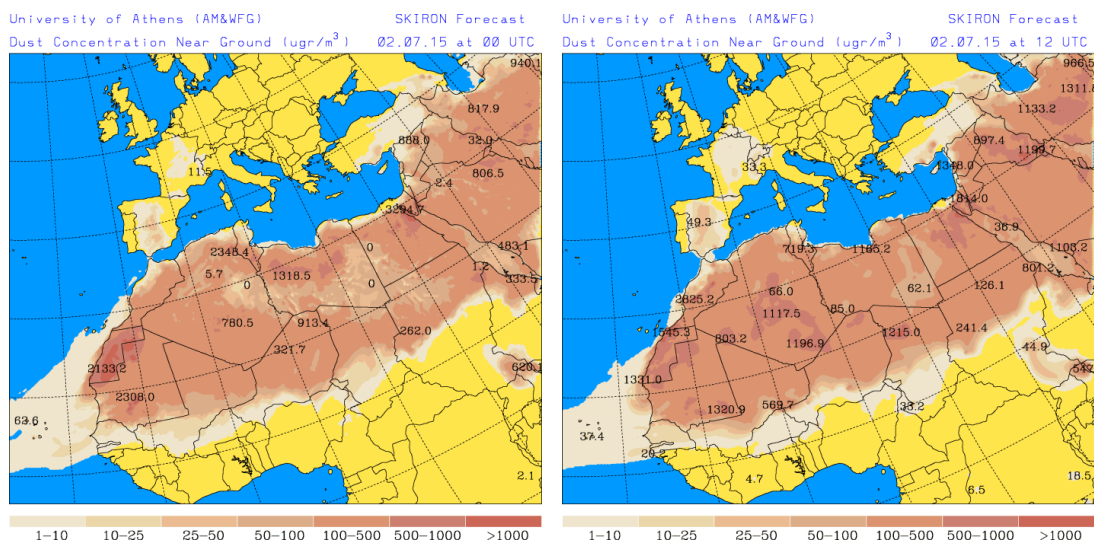 University of Athens (AM&WFG) SKIRON Forecast
Dust Concentration Near Ground (ugr/m³) 02.07.15 at 00 UTC
940.1
817.9
888.0 32.0
11.5 806.5
2.4
3294.7
2348.4 0 483.1
5.7 1318.5 1.2
0 0 333.5
780.5 913.4 262.0
321.7
2133.2 620.1
2308.0
63.6
2.1
1-10 10-25 25-50 50-100 100-500 500-1000 >1000
University of Athens (AM&WFG) SKIRON Forecast
Dust Concentration Near Ground (ugr/m³) 02.07.15 at 12 UTC
966.5
1311.8
1133.2
897.4 1199.7
33.3 1348.0
1814.0
49.3 36.9
719.3 1185.2 1103.2
801.2
66.0 62.1 126.1
2825.2
1117.5 85.0
1545.3 803.2 1215.0 241.4
1196.9 44.9
1331.0 547
1320.9 569.7 33.2
37.4
20.2
4.7 18.5
6.5
1-10 10-25 25-50 50-100 100-500 500-1000 >1000